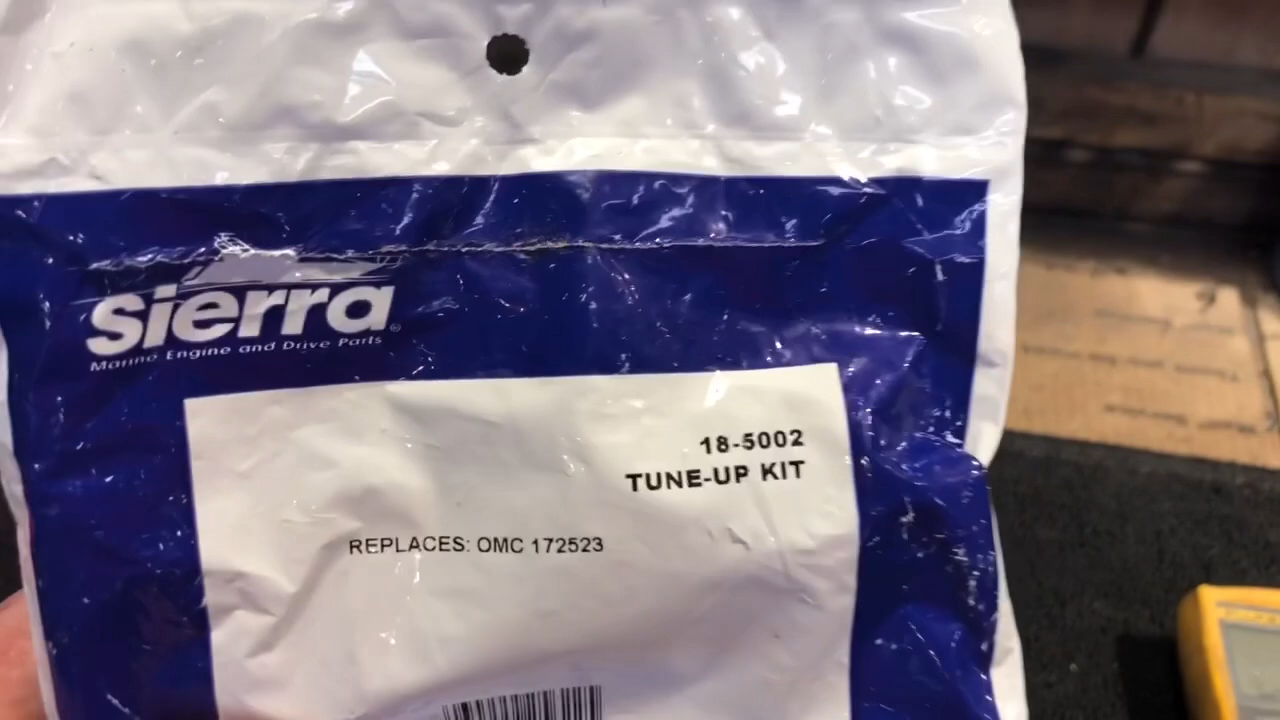 sierra®
Marine Engine and Drive Parts
18-5002
TUNE-UP KIT
REPLACES: OMC 172523